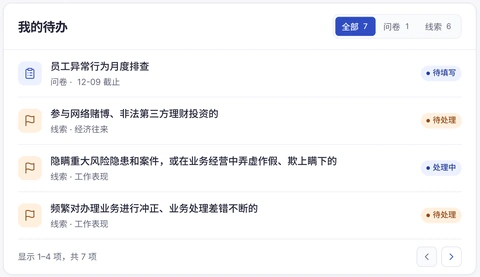 我的待办
全部 7 问卷 1 线索 6
员工异常行为月度排查
问卷 · 12-09 截止
待填写
参与网络赌博、非法第三方理财投资的
线索 · 经济往来
待处理
隐瞒重大风险隐患和案件，或在业务经营中弄虚作假、欺上瞒下的
线索 · 工作表现
处理中
频繁对办理业务进行冲正、业务处理差错不断的
线索 · 工作表现
待处理
显示 1–4 项，共 7 项